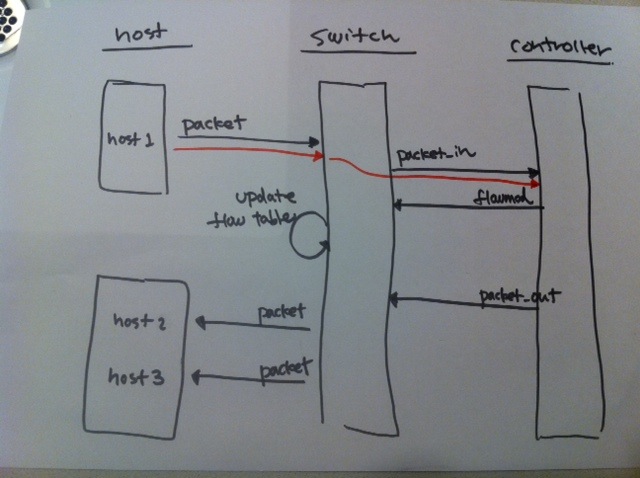 host
switch
controller
host 1
packet
packet_in
flowmod
update
flow table
packet_out
host 2
packet
host 3
packet